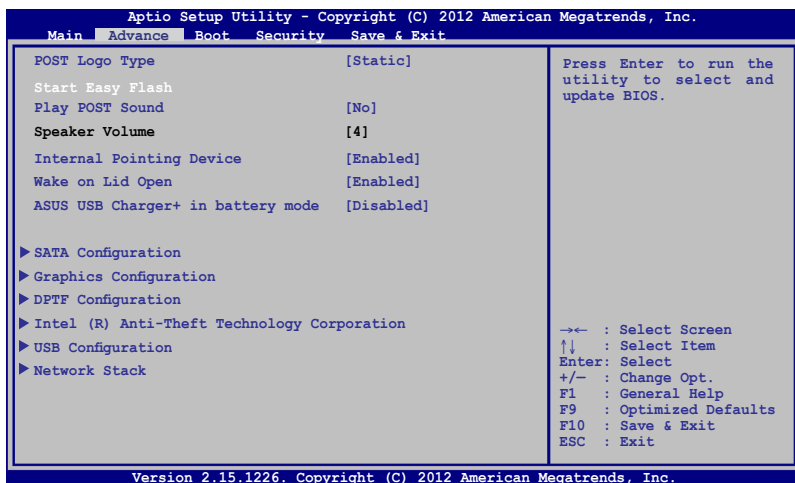 Aptio Setup Utility - Copyright (C) 2012 American Megatrends, Inc.
Main Advance Boot Security Save & Exit
POST Logo Type [Static]
Start Easy Flash
Play POST Sound [No]
Speaker Volume [4]
Internal Pointing Device [Enabled]
Wake on Lid Open [Enabled]
ASUS USB Charger+ in battery mode [Disabled]
SATA Configuration
Graphics Configuration
DPTF Configuration
Intel (R) Anti-Theft Technology Corporation
USB Configuration
Network Stack
Press Enter to run the
utility to select and
update BIOS.
→← : Select Screen
↑↓ : Select Item
Enter: Select
+/— : Change Opt.
F1 : General Help
F9 : Optimized Defaults
F10 : Save & Exit
ESC : Exit
Version 2.15.1226. Copyright (C) 2012 American Megatrends, Inc.